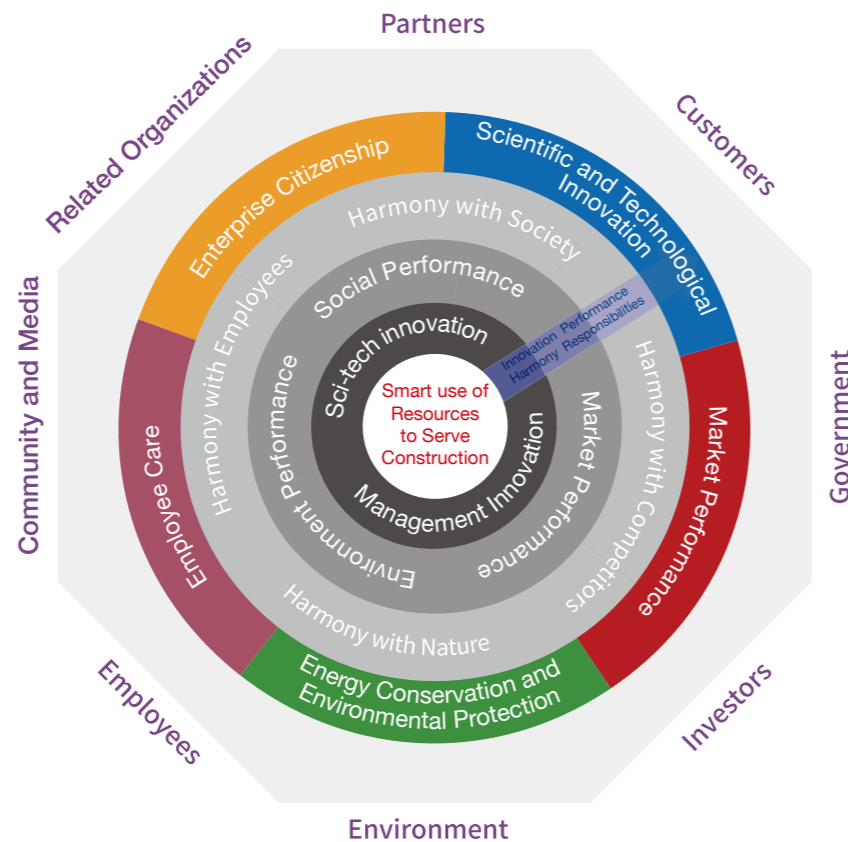 Partners
Related Organizations
Customers
Community and Media
Government
Employees
Investors
Environment
Enterprise Citizenship
Scientific and Technological
Innovation
Market Performance
Energy Conservation and
Environmental Protection
Employee Care
Harmony with Society
Harmony with Employees
Harmony with Competitors
Harmony with Nature
Social Performance
Environment Performance
Market Performance
Sci-tech innovation
Management Innovation
Innovation Performance
Harmony Responsibilities
Smart use of
Resources
to Serve
Construction